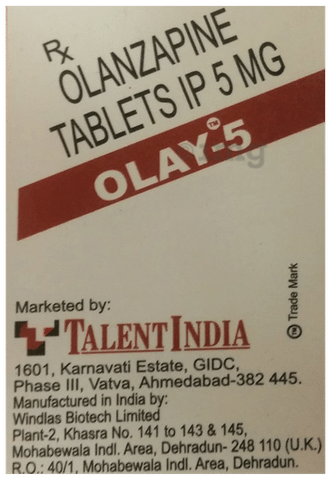 Rx
OLANZAPINE
TABLETS IP 5 MG
OLAY™-5
Marketed by:
TALENT INDIA
1601, Karnavati Estate, GIDC,
Phase III, Vatva, Ahmedabad-382 445.
Manufactured in India by:
Windlas Biotech Limited
Plant-2, Khasra No. 141 to 143 & 145,
Mohabewala Indl. Area, Dehradun- 248 110 (U.K.)
R.O.: 40/1, Mohabewala Indl. Area, Dehradun.
™ Trade Mark